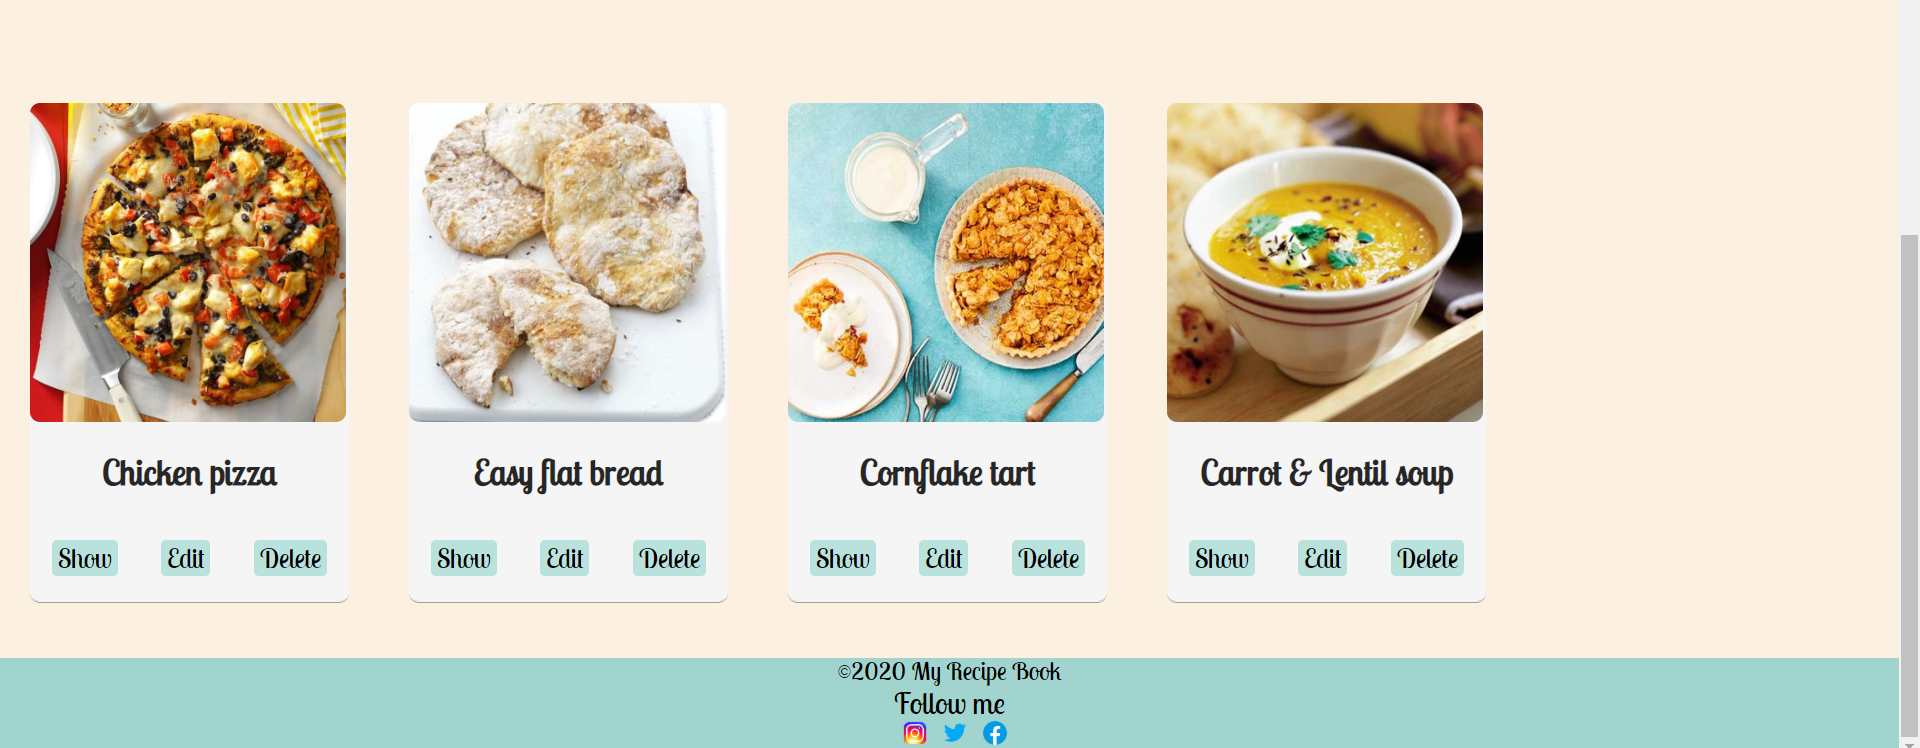 Chicken pizza
Show Edit Delete
Easy flat bread
Show Edit Delete
Cornflake tart
Show Edit Delete
Carrot & Lentil soup
Show Edit Delete
©2020 My Recipe Book
Follow me